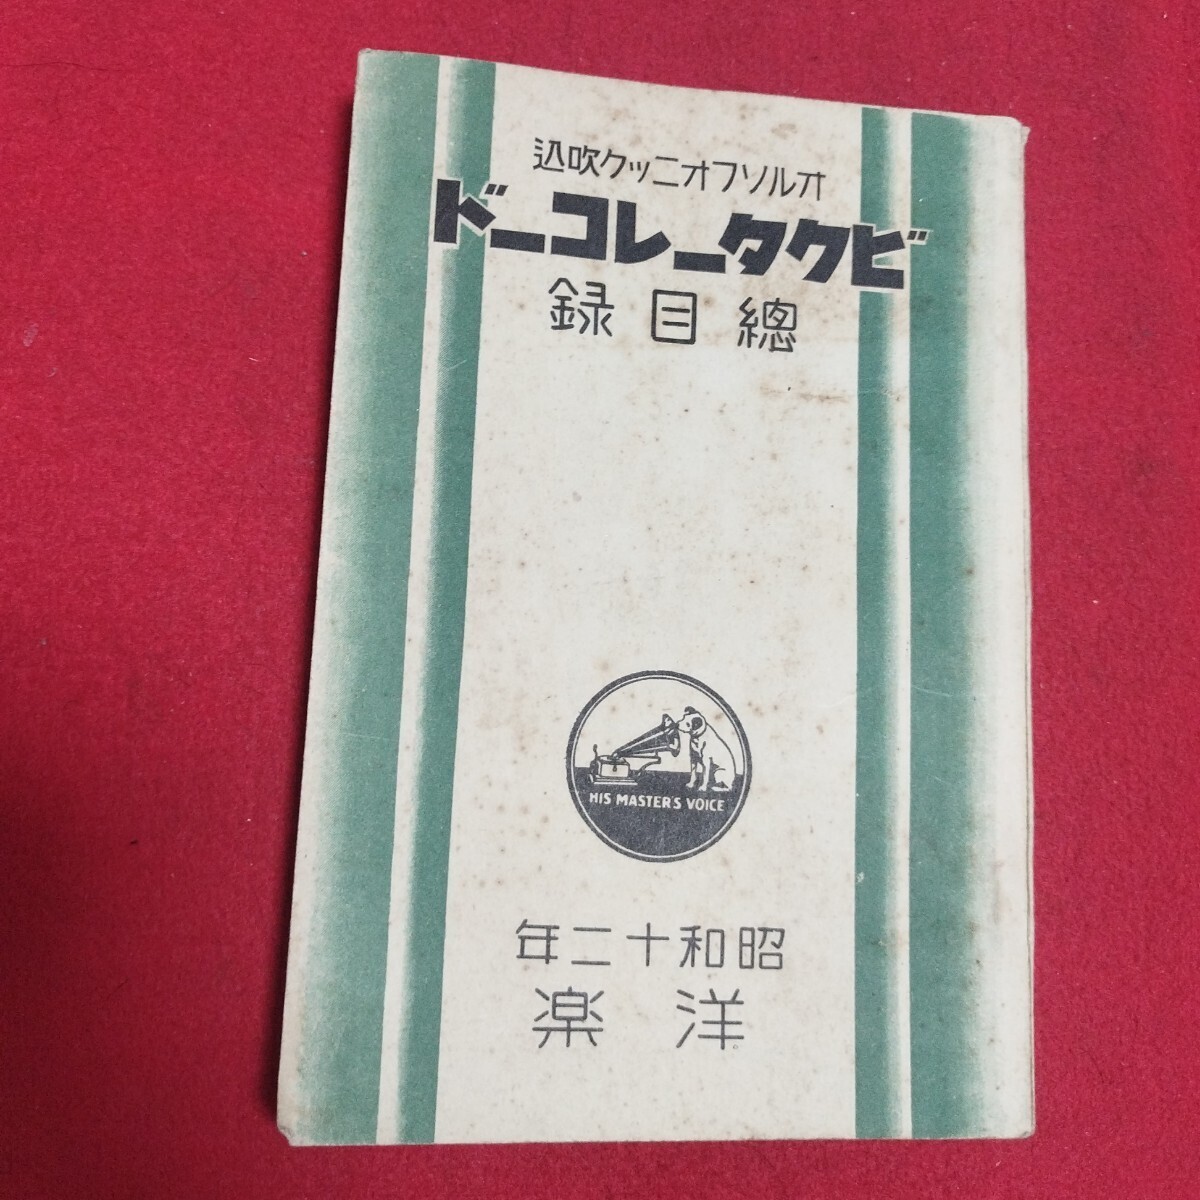 オルソフオニック吹込
ビクターレコード
總目録
HIS MASTER'S VOICE
昭和十二年
洋楽